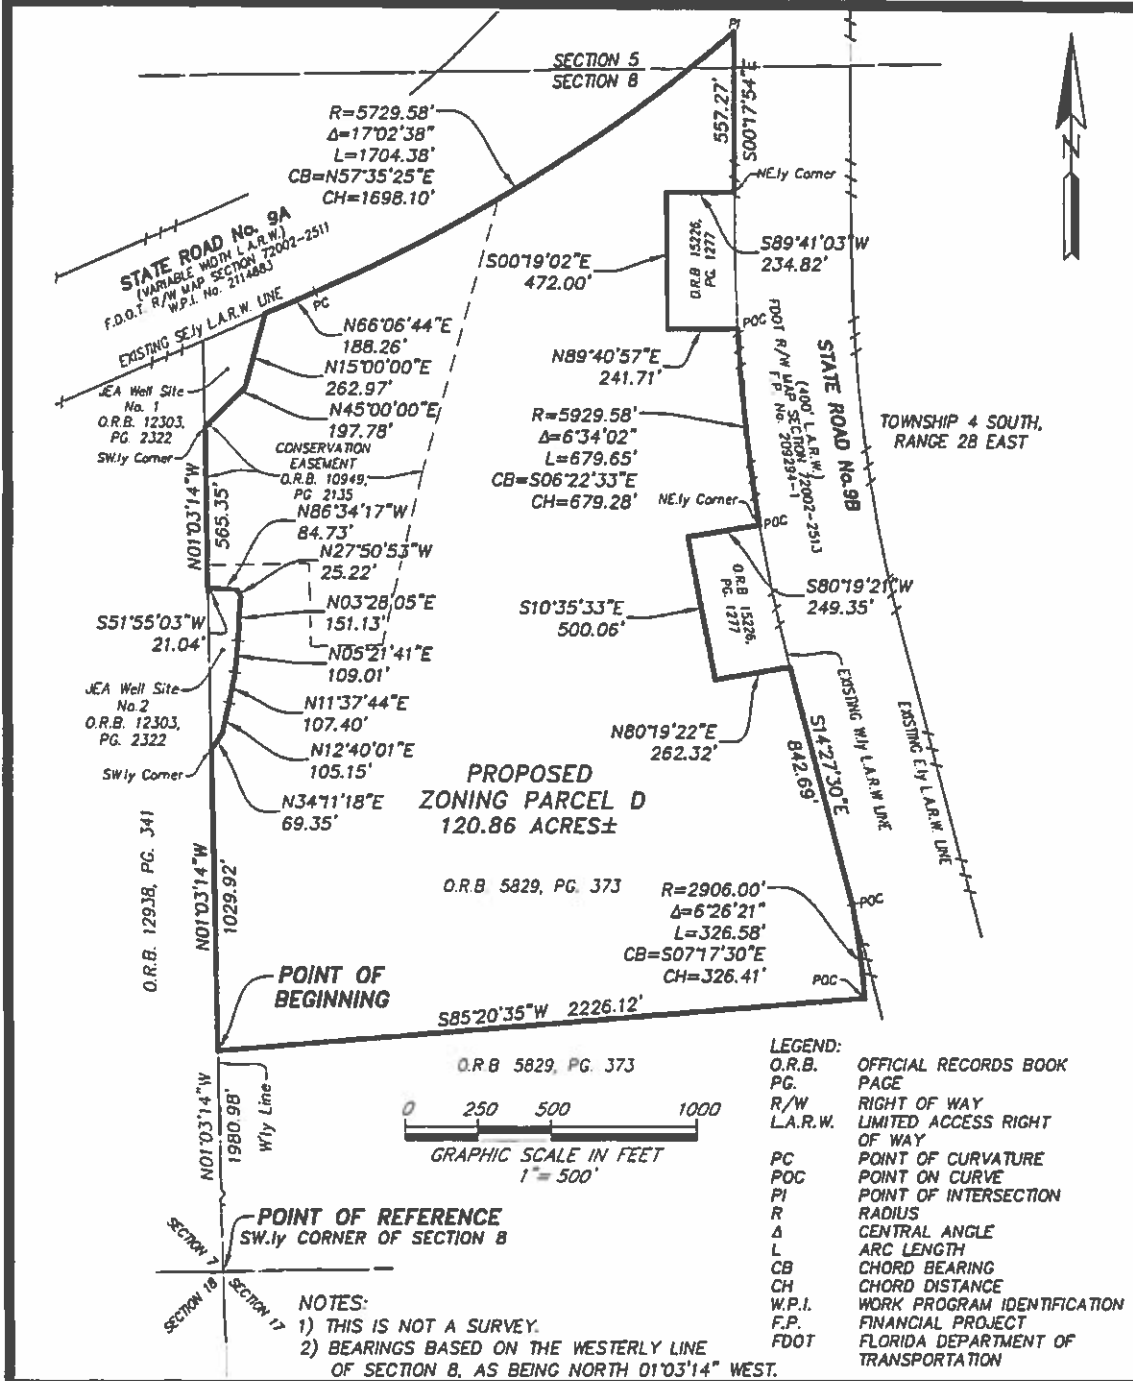 PI
SECTION 5
SECTION 8
R=5729.58'
Δ=17°02'38"
L=1704.38'
CB=N57°35'25"E
CH=1698.10'
557.27'
S00°17'54"E
N
NE.ly Corner
STATE ROAD No. 9A
(VARIABLE WIDTH L.A.R.W.)
F.D.O.T. R/W MAP SECTION 72002-2511
W.P.I. No. 2114883
EXISTING SE.ly L.A.R.W. LINE
PC
S00°19'02"E
472.00'
O.R.B. 15226,
PG. 1277
S89°41'03"W
234.82'
POC
N66°06'44"E
188.26'
N15°00'00"E
262.97'
N45°00'00"E
197.78'
N89°40'57"E
241.71'
JEA Well Site
No. 1
O.R.B. 12303,
PG. 2322
SW.ly Corner
CONSERVATION
EASEMENT
O.R.B. 10949,
PG 2135
R=5929.58'
Δ=6°34'02"
L=679.65'
CB=S06°22'33"E
CH=679.28'
STATE ROAD No.9B
(400' L.A.R.W.)
FDOT R/W MAP SECTION 72002-2513
F.P. No. 209294-1
TOWNSHIP 4 SOUTH,
RANGE 28 EAST
NE.ly Corner
POC
N01°03'14"W
565.35'
N86°34'17"W
84.73'
N27°50'53"W
25.22'
N03°28'05"E
151.13'
S51°55'03"W
21.04'
N05°21'41"E
109.01'
JEA Well Site
No.2
O.R.B. 12303,
PG. 2322
SW.ly Corner
N11°37'44"E
107.40'
N12°40'01"E
105.15'
N34°11'18"E
69.35'
S10°35'33"E
500.06'
O.R.B 15226,
PG. 1277
S80°19'21"W
249.35'
N80°19'22"E
262.32'
EXISTING W.ly L.A.R.W LINE
EXISTING E.ly L.A.R.W. LINE
S14°27'30"E
842.69'
PROPOSED
ZONING PARCEL D
120.86 ACRES±
O.R.B 5829, PG. 373
O.R.B. 12938, PG. 341
N01°03'14"W
1029.92'
R=2906.00'
Δ=6°26'21"
L=326.58'
CB=S07°17'30"E
CH=326.41'
POC
POC
POINT OF
BEGINNING
S85°20'35"W 2226.12'
O.R.B 5829, PG. 373
N01°03'14"W
1980.98'
W'ly Line
0 250 500 1000
GRAPHIC SCALE IN FEET
1"= 500'
POINT OF REFERENCE
SW.ly CORNER OF SECTION 8
SECTION 7
SECTION 18
SECTION 17
LEGEND:
O.R.B. OFFICIAL RECORDS BOOK
PG. PAGE
R/W RIGHT OF WAY
L.A.R.W. LIMITED ACCESS RIGHT
OF WAY
PC POINT OF CURVATURE
POC POINT ON CURVE
PI POINT OF INTERSECTION
R RADIUS
Δ CENTRAL ANGLE
L ARC LENGTH
CB CHORD BEARING
CH CHORD DISTANCE
W.P.I. WORK PROGRAM IDENTIFICATION
F.P. FINANCIAL PROJECT
FDOT FLORIDA DEPARTMENT OF
TRANSPORTATION
NOTES:
1) THIS IS NOT A SURVEY.
2) BEARINGS BASED ON THE WESTERLY LINE
OF SECTION 8, AS BEING NORTH 01°03'14" WEST.